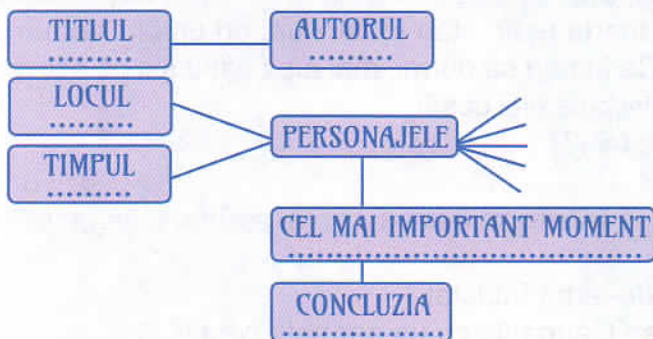 TITLUL
.........
AUTORUL
.........
LOCUL
.........
TIMPUL
.........
PERSONAJELE
CEL MAI IMPORTANT MOMENT
CONCLUZIA